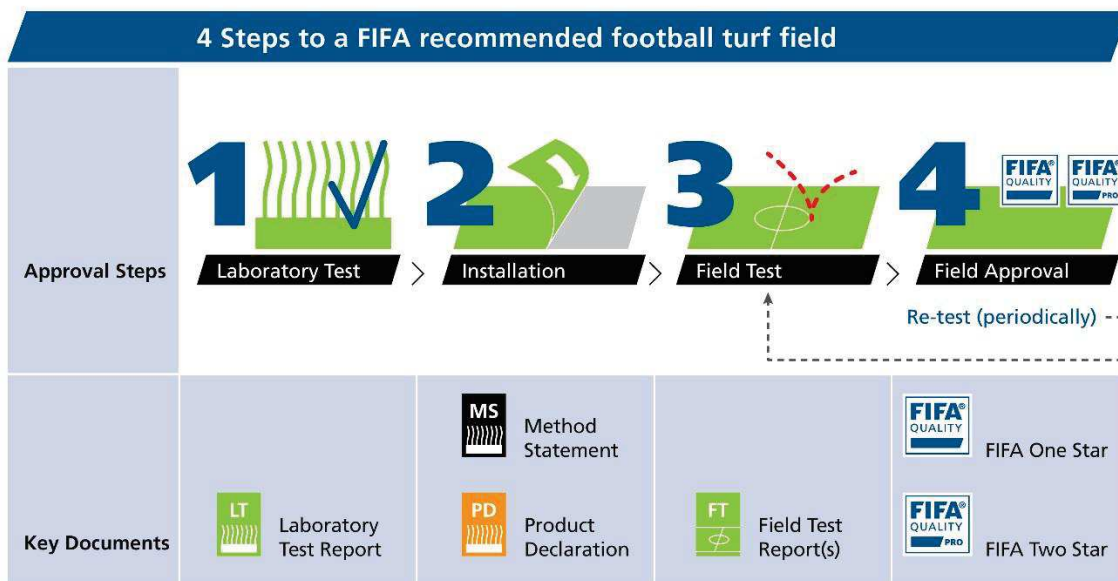 4 Steps to a FIFA recommended football turf field
1
2
3
4
FIFA®
QUALITY
FIFA®
QUALITY
PRO
Approval Steps
Laboratory Test
>
Installation
>
Field Test
>
Field Approval
Re-test (periodically)
Key Documents
LT
Laboratory
Test Report
MS
Method
Statement
PD
Product
Declaration
FT
Field Test
Report(s)
FIFA®
QUALITY
FIFA One Star
FIFA®
QUALITY
PRO
FIFA Two Star